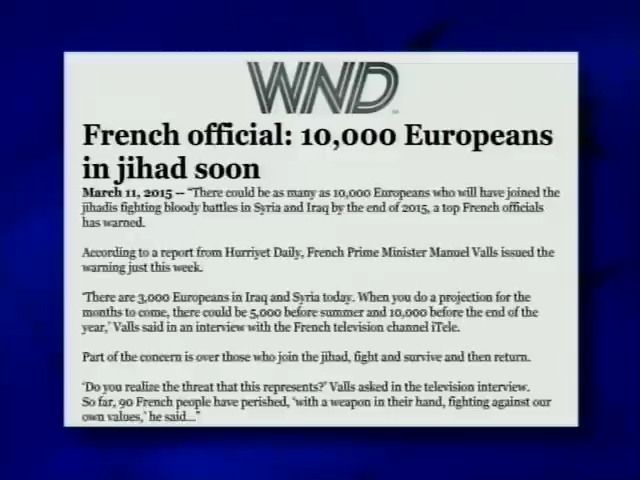 WND
French official: 10,000 Europeans
in jihad soon
March 11, 2015 -- "There could be as many as 10,000 Europeans who will have joined the
jihadis fighting bloody battles in Syria and Iraq by the end of 2015, a top French officials
has warned.
According to a report from Hurriyet Daily, French Prime Minister Manuel Valls issued the
warning just this week.
'There are 3,000 Europeans in Iraq and Syria today. When you do a projection for the
months to come, there could be 5,000 before summer and 10,000 before the end of the
year,' Valls said in an interview with the French television channel iTele.
Part of the concern is over those who join the jihad, fight and survive and then return.
'Do you realize the threat that this represents?' Valls asked in the television interview.
So far, 90 French people have perished, 'with a weapon in their hand, fighting against our
own values,' he said..."